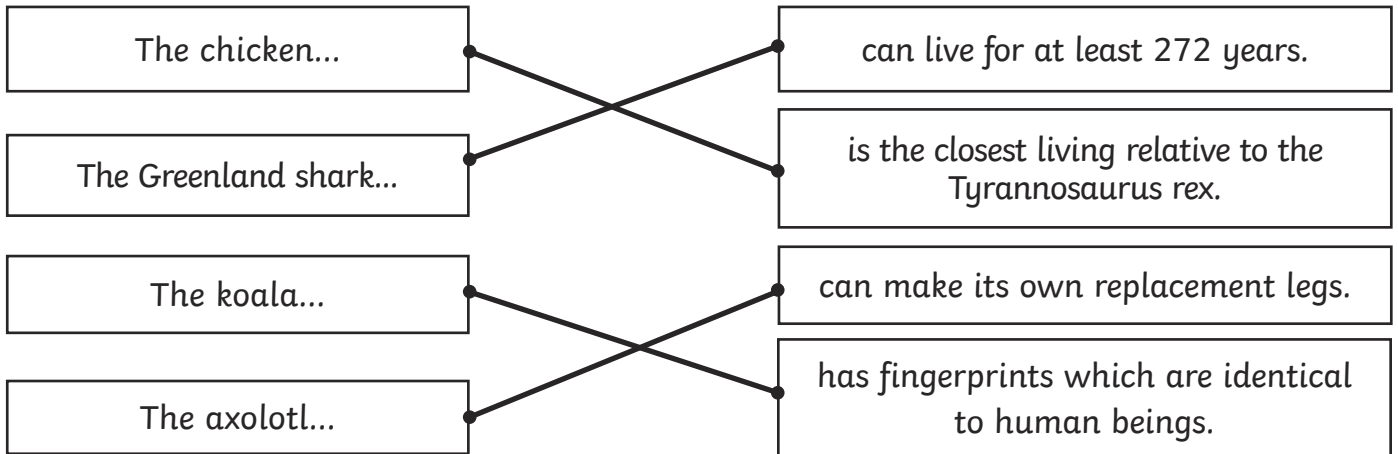 The chicken...
can live for at least 272 years.
The Greenland shark...
is the closest living relative to the
Tyrannosaurus rex.
The koala...
can make its own replacement legs.
The axolotl...
has fingerprints which are identical
to human beings.